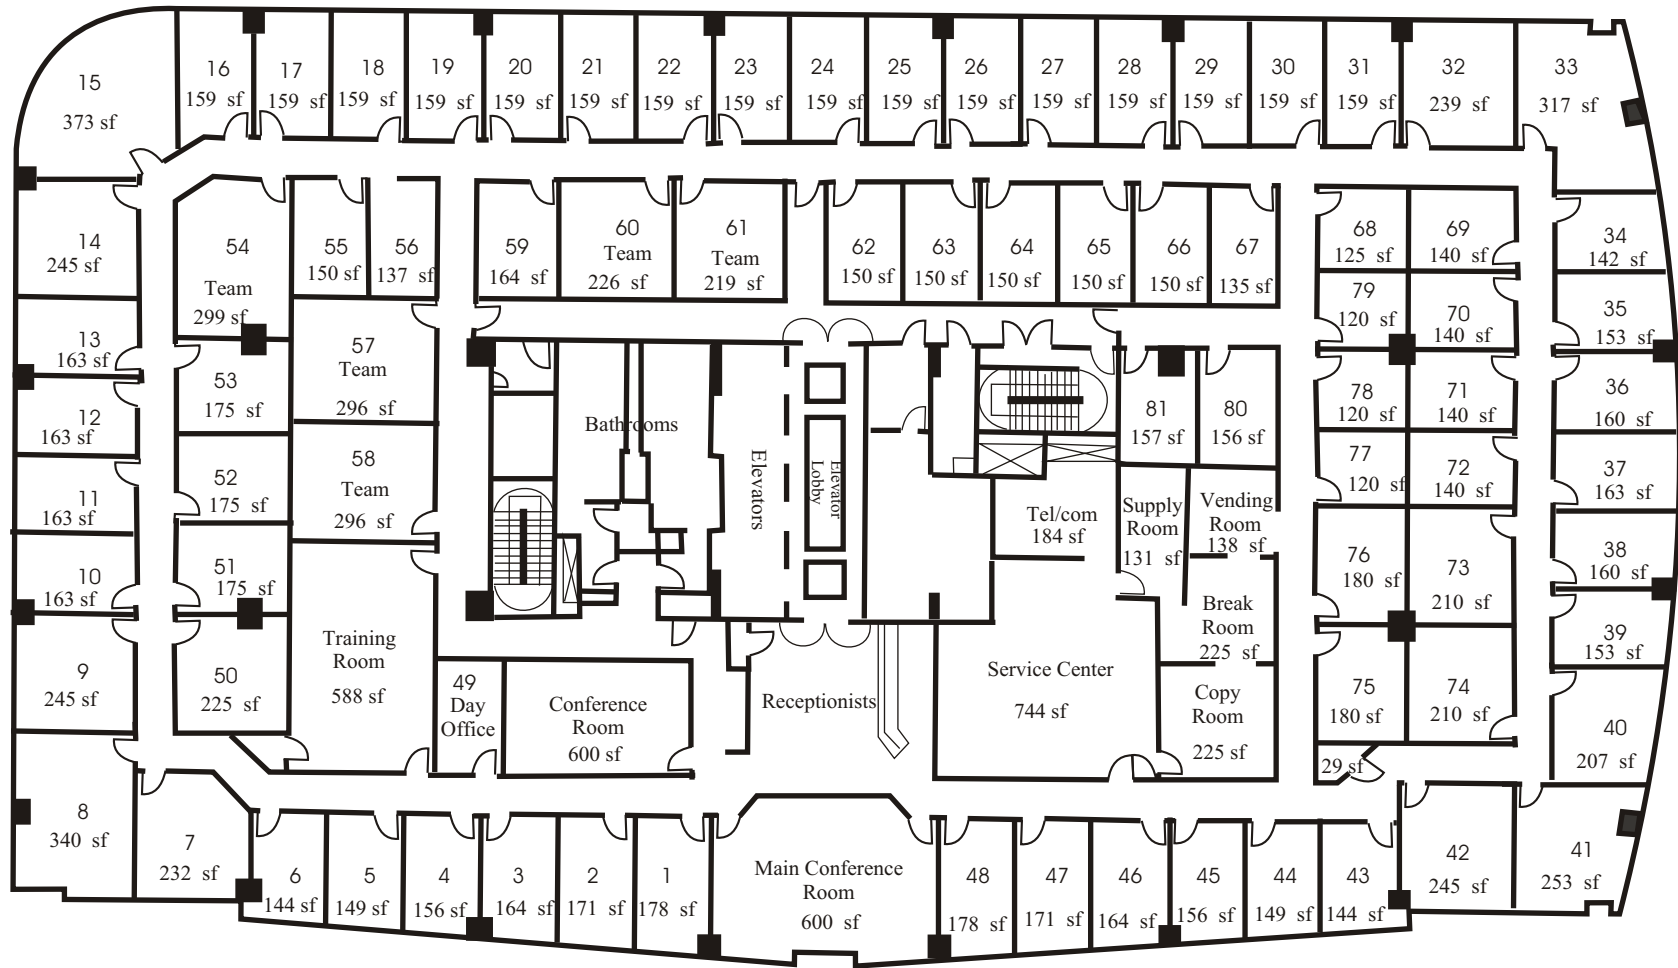 15
373 sf
16
159 sf
17
159 sf
18
159 sf
19
159 sf
20
159 sf
21
159 sf
22
159 sf
23
159 sf
24
159 sf
25
159 sf
26
159 sf
27
159 sf
28
159 sf
29
159 sf
30
159 sf
31
159 sf
32
239 sf
33
317 sf
14
245 sf
54
Team
299 sf
55
150 sf
56
137 sf
59
164 sf
60
Team
226 sf
61
Team
219 sf
62
150 sf
63
150 sf
64
150 sf
65
150 sf
66
150 sf
67
135 sf
68
125 sf
69
140 sf
34
142 sf
13
163 sf
57
Team
296 sf
79
120 sf
70
140 sf
35
153 sf
12
163 sf
53
175 sf
Bathrooms
Elevators
Elevator
Lobby
81
157 sf
80
156 sf
78
120 sf
71
140 sf
36
160 sf
11
163 sf
52
175 sf
58
Team
296 sf
Tel/com
184 sf
Supply
Room
131 sf
Vending
Room
138 sf
77
120 sf
72
140 sf
37
163 sf
10
163 sf
51
175 sf
76
180 sf
73
210 sf
38
160 sf
9
245 sf
50
225 sf
Training
Room
588 sf
49
Day
Office
Conference
Room
600 sf
Receptionists
Service Center
744 sf
Break
Room
225 sf
Copy
Room
225 sf
75
180 sf
74
210 sf
39
153 sf
29 sf
40
207 sf
8
340 sf
7
232 sf
6
144 sf
5
149 sf
4
156 sf
3
164 sf
2
171 sf
1
178 sf
Main Conference
Room
600 sf
48
178 sf
47
171 sf
46
164 sf
45
156 sf
44
149 sf
43
144 sf
42
245 sf
41
253 sf